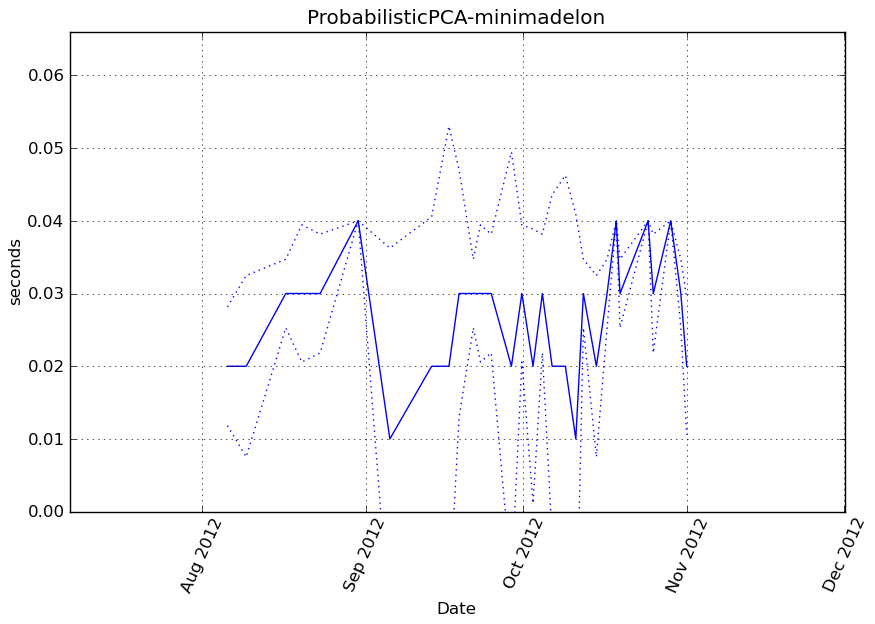 ProbabilisticPCA-minimadelon
0.06
0.05
0.04
0.03
0.02
0.01
0.00
seconds
Aug 2012
Sep 2012
Oct 2012
Nov 2012
Dec 2012
Date